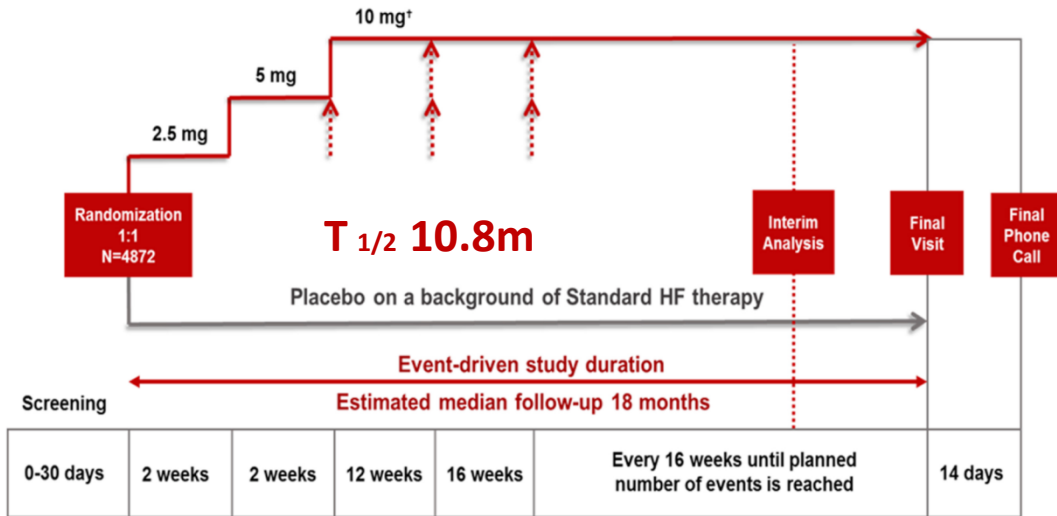 10 mg†
5 mg
2.5 mg
Randomization
1:1
N=4872
T 1/2 10.8m
Interim
Analysis
Final
Visit
Final
Phone
Call
Placebo on a background of Standard HF therapy
Event-driven study duration
Screening
Estimated median follow-up 18 months
0-30 days
2 weeks
2 weeks
12 weeks
16 weeks
Every 16 weeks until planned
number of events is reached
14 days